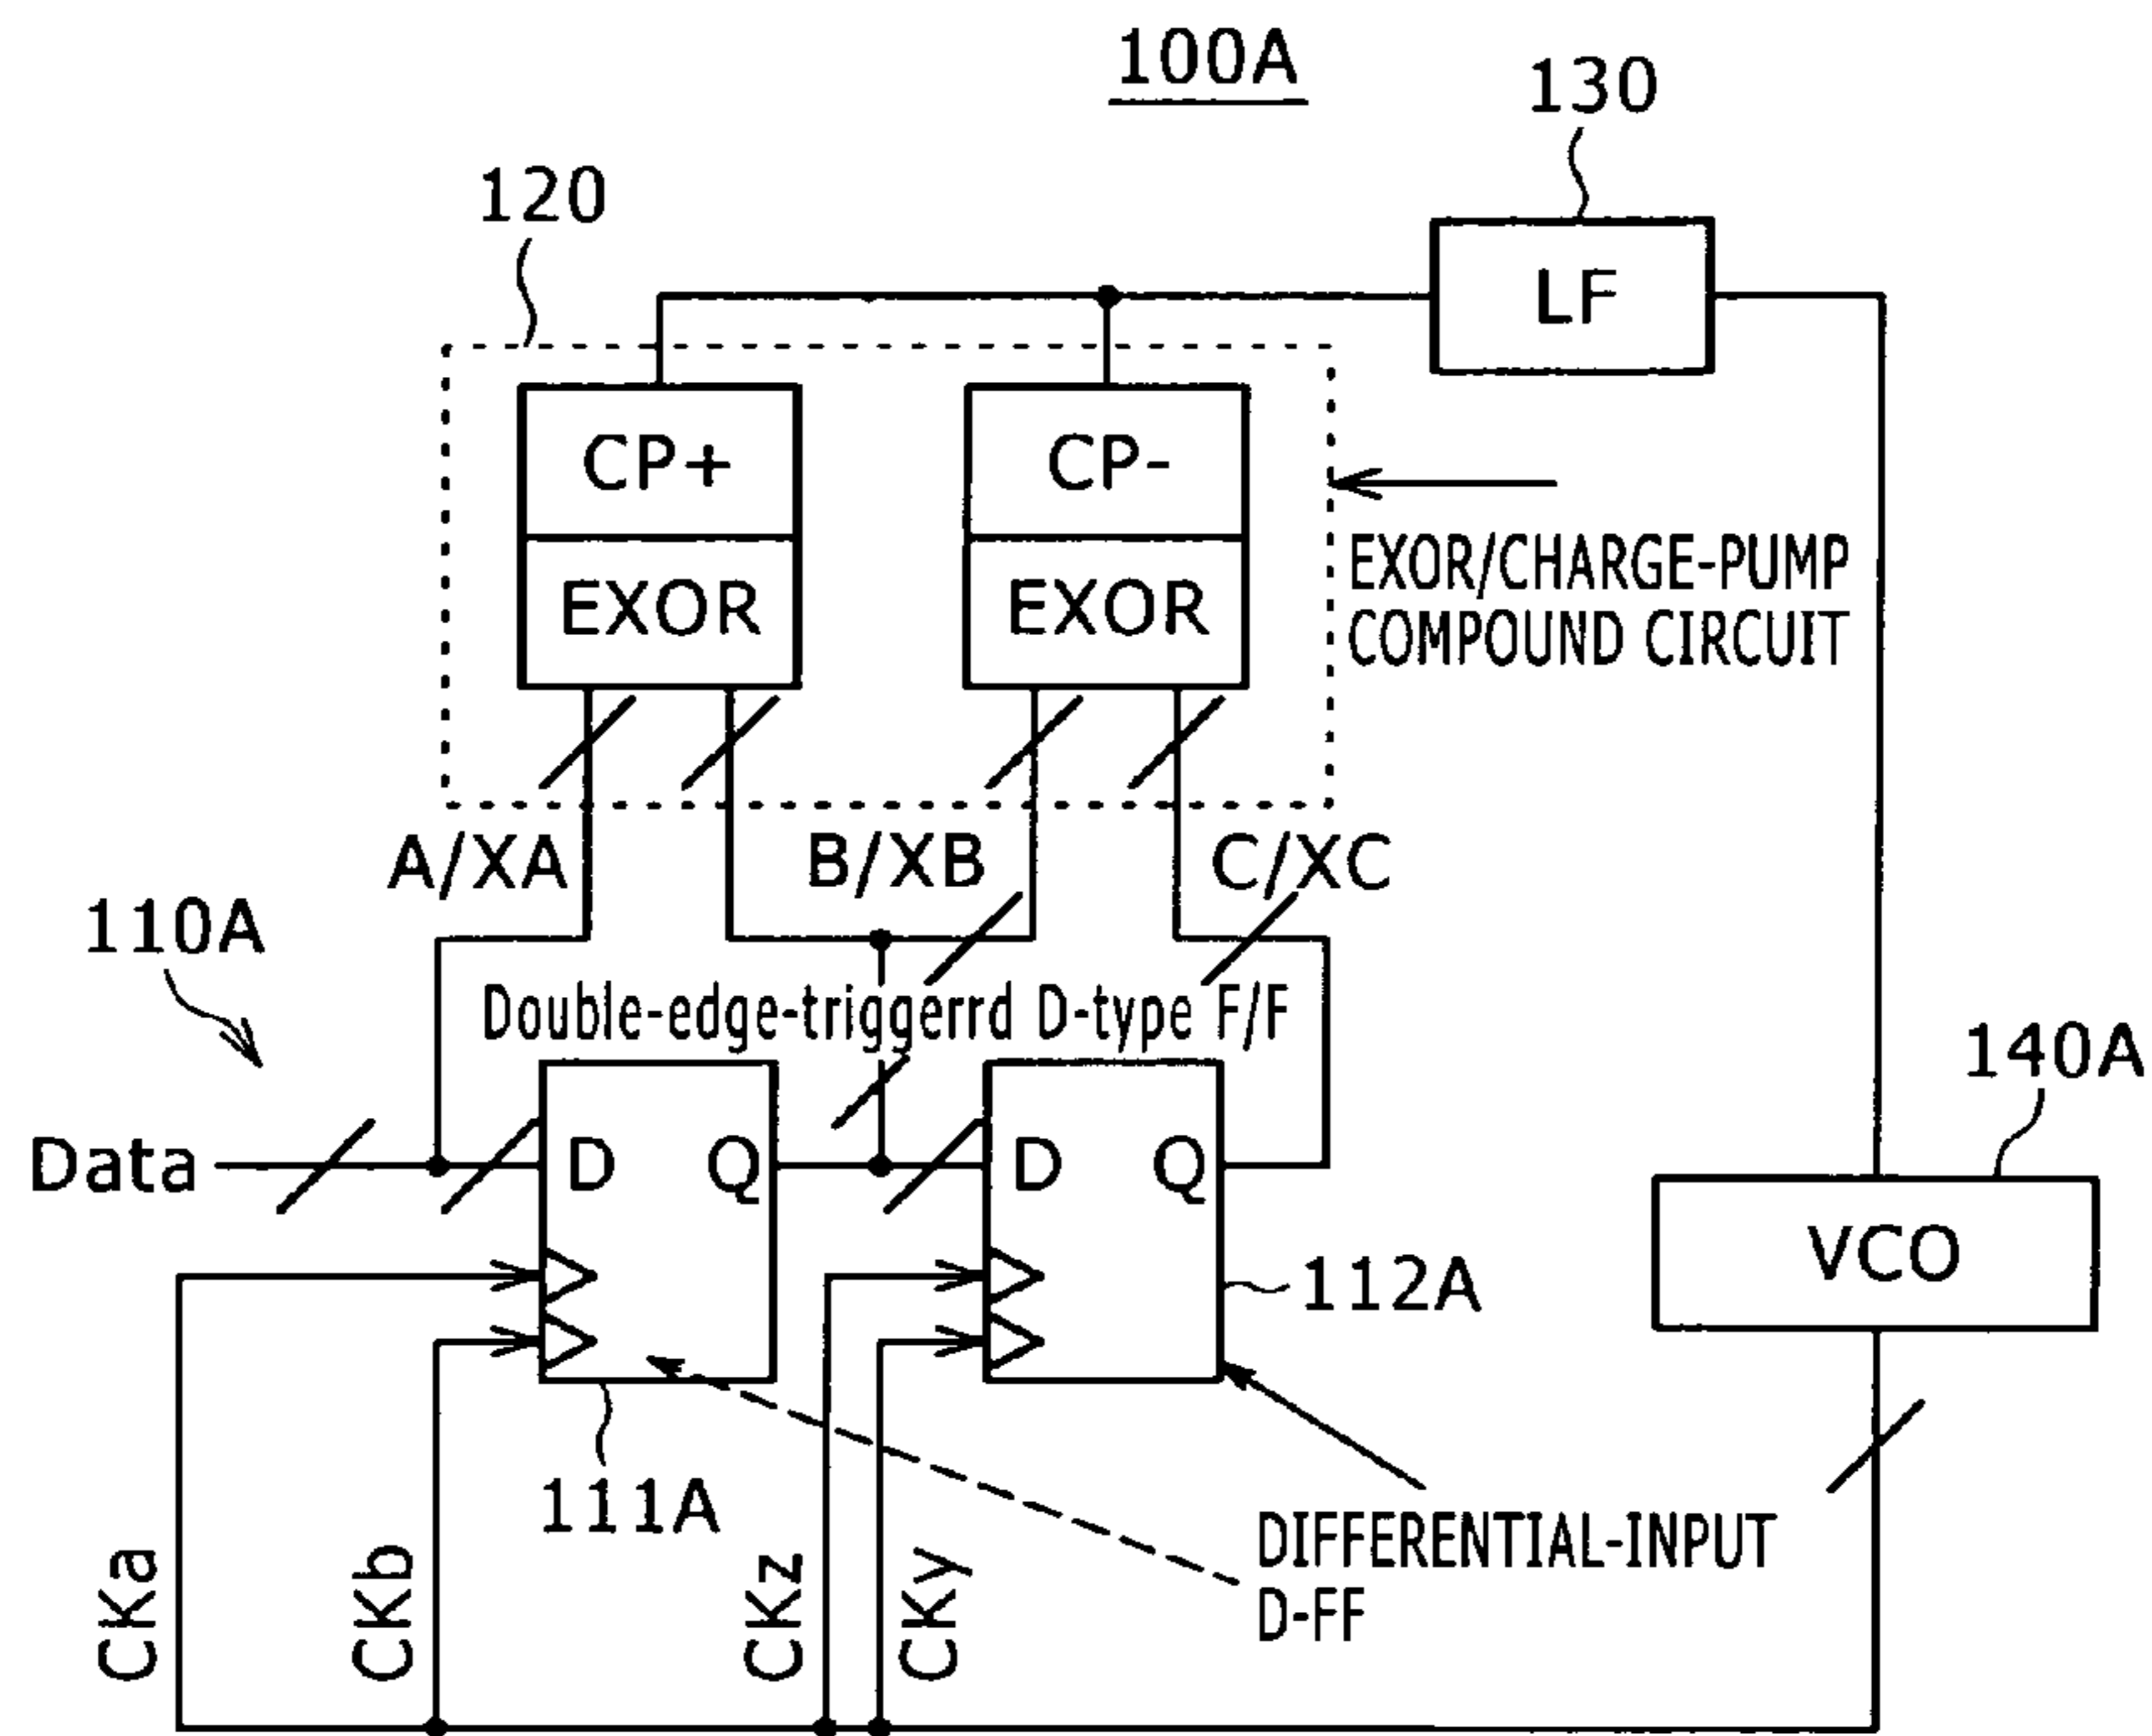 100A
130
120
LF
CP+
CP-
EXOR
EXOR
EXOR/CHARGE-PUMP
COMPOUND CIRCUIT
A/XA
B/XB
C/XC
110A
Double-edge-triggerrd D-type F/F
140A
Data
D
Q
D
Q
VCO
112A
111A
DIFFERENTIAL-INPUT
D-FF
CKa
CKb
CKz
CKy